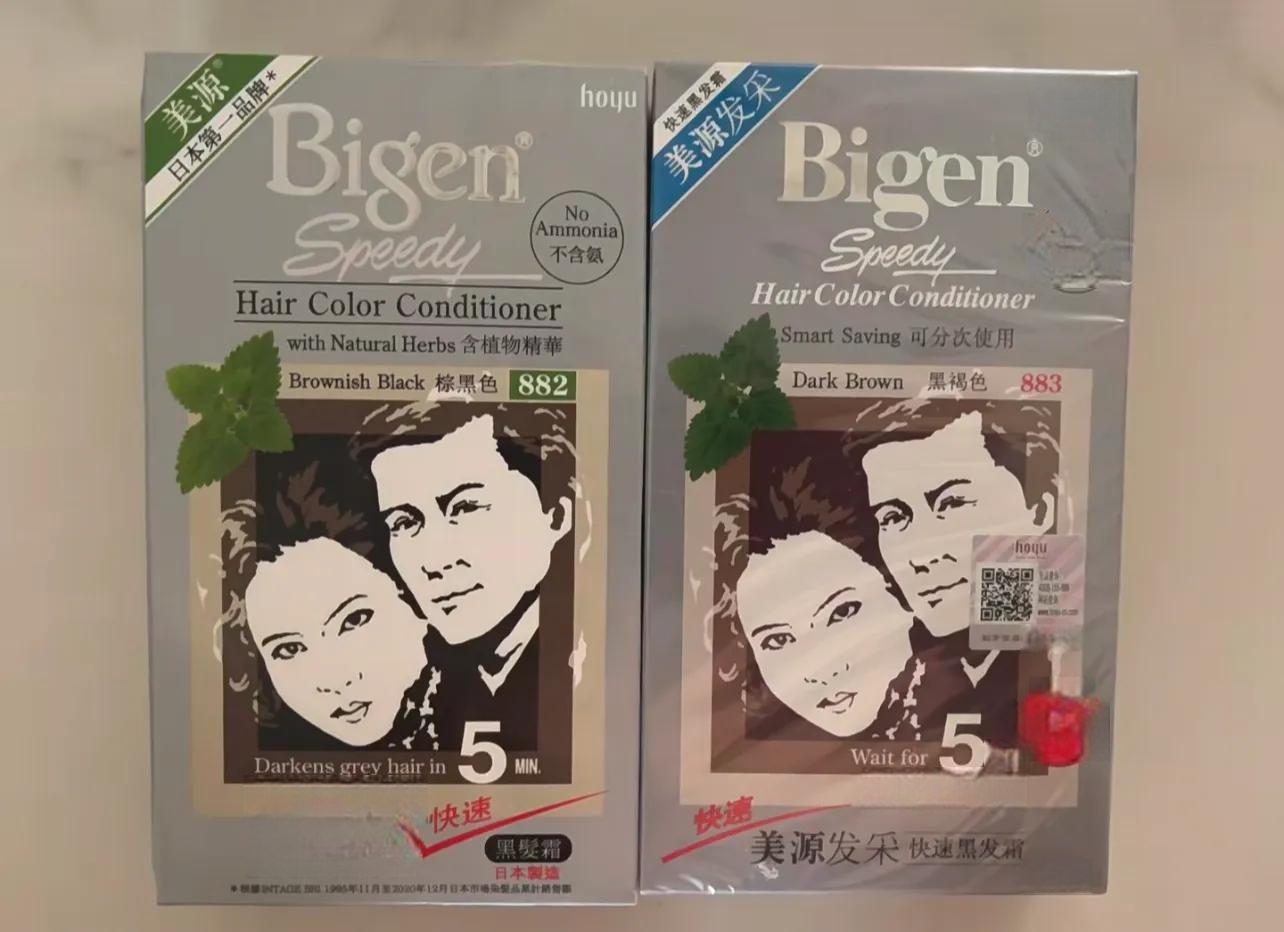 美源®
日本第一品牌*
hoyu
Bigen®
Speedy
No
Ammonia
不含氨
Hair Color Conditioner
with Natural Herbs 含植物精華
Brownish Black 棕黑色 882
Darkens grey hair in 5 MIN.
快速
黑髮霜
日本製造
快速黑发霜
美源发采
Bigen®
Speedy
Hair Color Conditioner
Smart Saving 可分次使用
Dark Brown 黑褐色 883
hoyu
Wait for 5
快速
美源发采 快速黑发霜